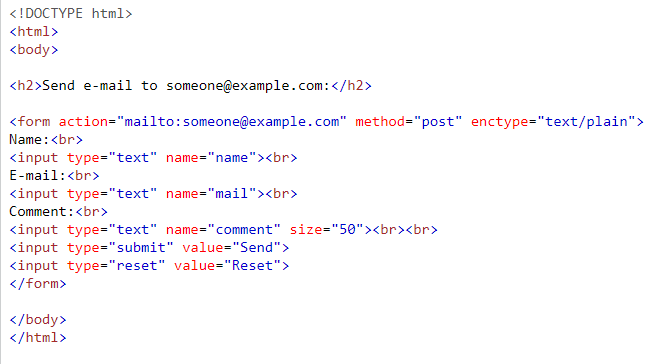 <!DOCTYPE html>
<html>
<body>
<h2>Send e-mail to someone@example.com:</h2>
<form action="mailto:someone@example.com" method="post" enctype="text/plain">
Name:<br>
<input type="text" name="name"><br>
E-mail:<br>
<input type="text" name="mail"><br>
Comment:<br>
<input type="text" name="comment" size="50"><br><br>
<input type="submit" value="Send">
<input type="reset" value="Reset">
</form>
</body>
</html>